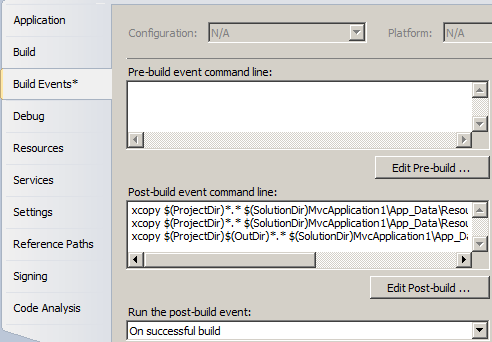 Application
Build
Build Events*
Debug
Resources
Services
Settings
Reference Paths
Signing
Code Analysis
Configuration: N/A Platform: N/A
Pre-build event command line:
Edit Pre-build ...
Post-build event command line:
xcopy $(ProjectDir)*.* $(SolutionDir)MvcApplication1\App_Data\Resou
xcopy $(ProjectDir)*.* $(SolutionDir)MvcApplication1\App_Data\Resou
xcopy $(ProjectDir)$(OutDir)*.* $(SolutionDir)MvcApplication1\App_Da
Edit Post-build ...
Run the post-build event:
On successful build